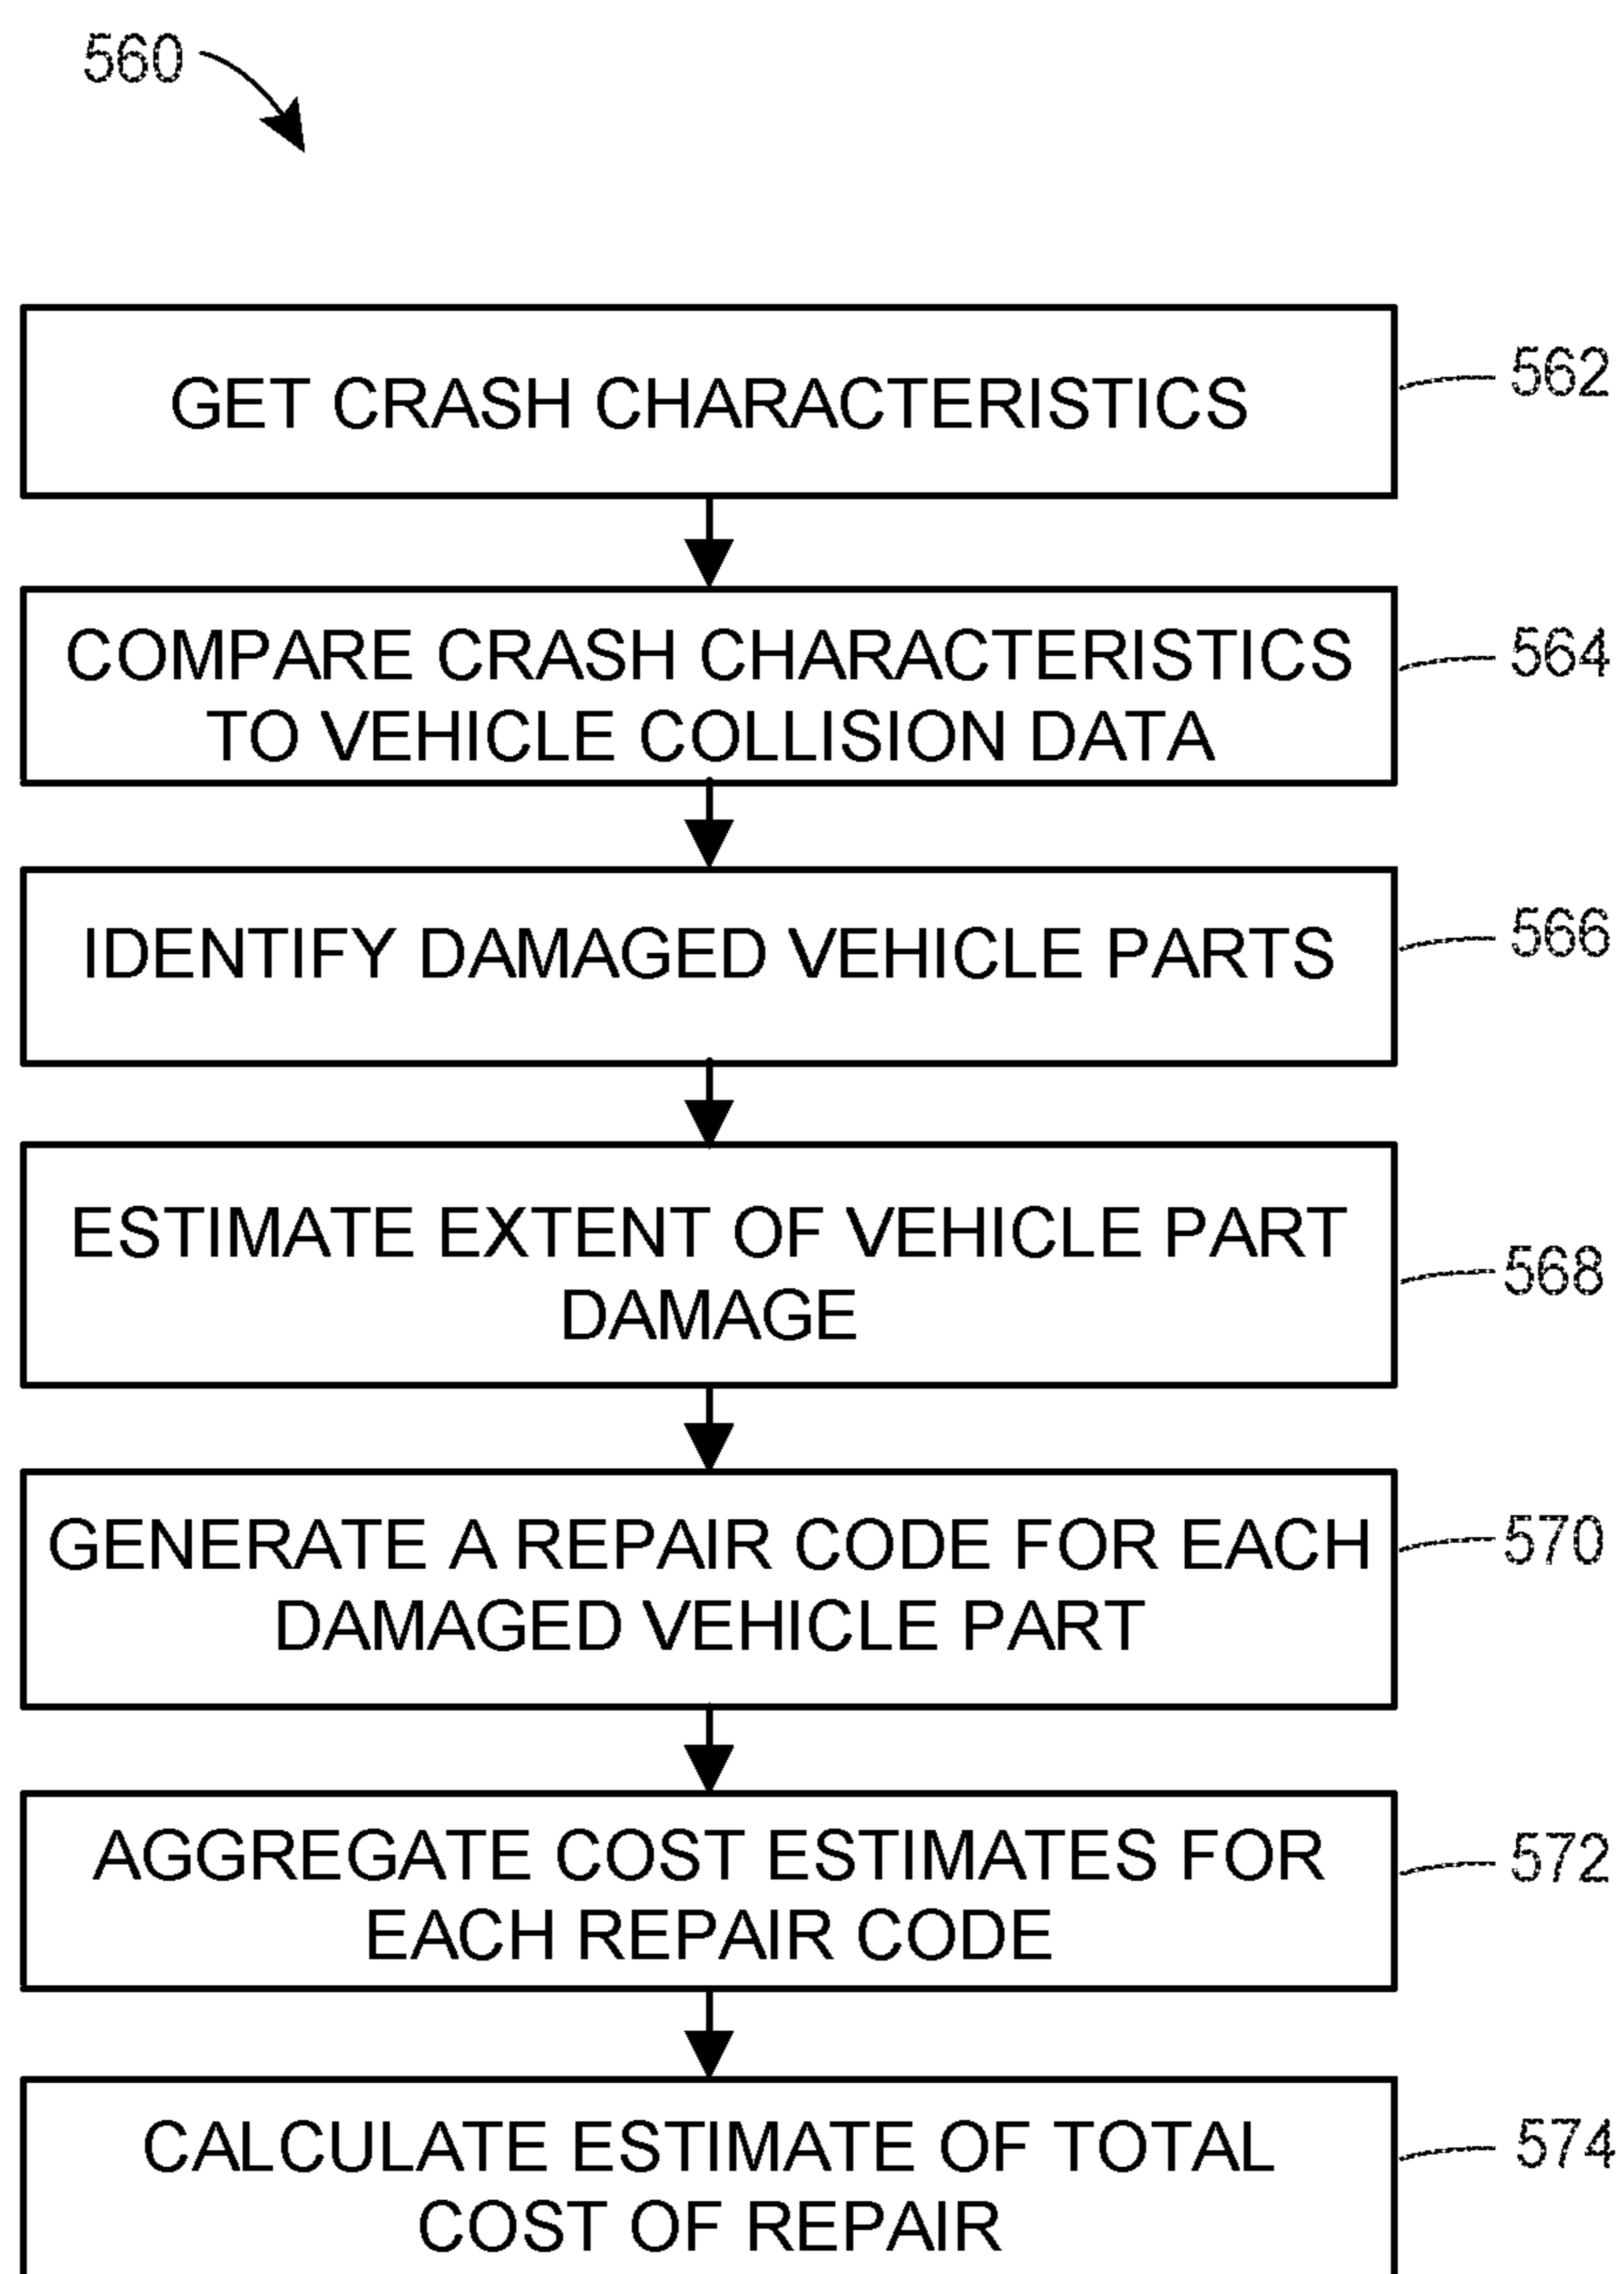 560
GET CRASH CHARACTERISTICS
562
COMPARE CRASH CHARACTERISTICS
TO VEHICLE COLLISION DATA
564
IDENTIFY DAMAGED VEHICLE PARTS
566
ESTIMATE EXTENT OF VEHICLE PART
DAMAGE
568
GENERATE A REPAIR CODE FOR EACH
DAMAGED VEHICLE PART
570
AGGREGATE COST ESTIMATES FOR
EACH REPAIR CODE
572
CALCULATE ESTIMATE OF TOTAL
COST OF REPAIR
574